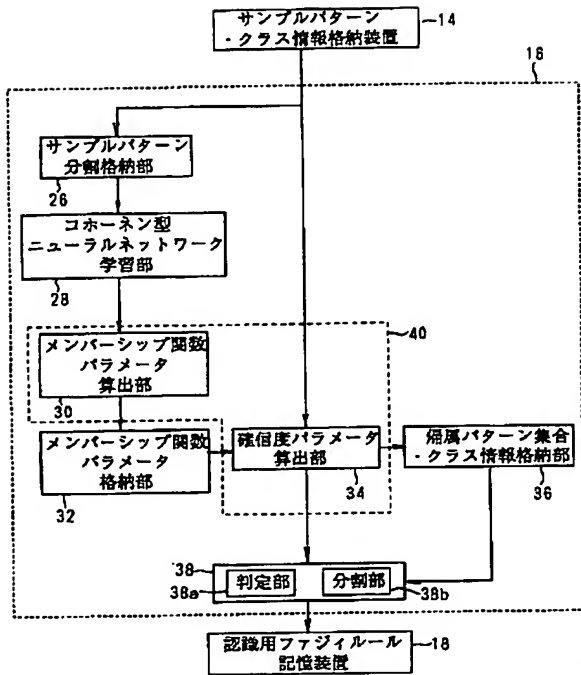 サンプルパターン
・クラス情報格納装置
14
16
サンプルパターン
分割格納部
26
コホーネン型
ニューラルネットワーク
学習部
28
40
メンバーシップ関数
パラメータ
算出部
30
メンバーシップ関数
パラメータ
格納部
32
確信度パラメータ
算出部
34
帰属パターン集合
・クラス情報格納部
36
38
判定部
38a
分割部
38b
認識用ファジィルール
記憶装置
18